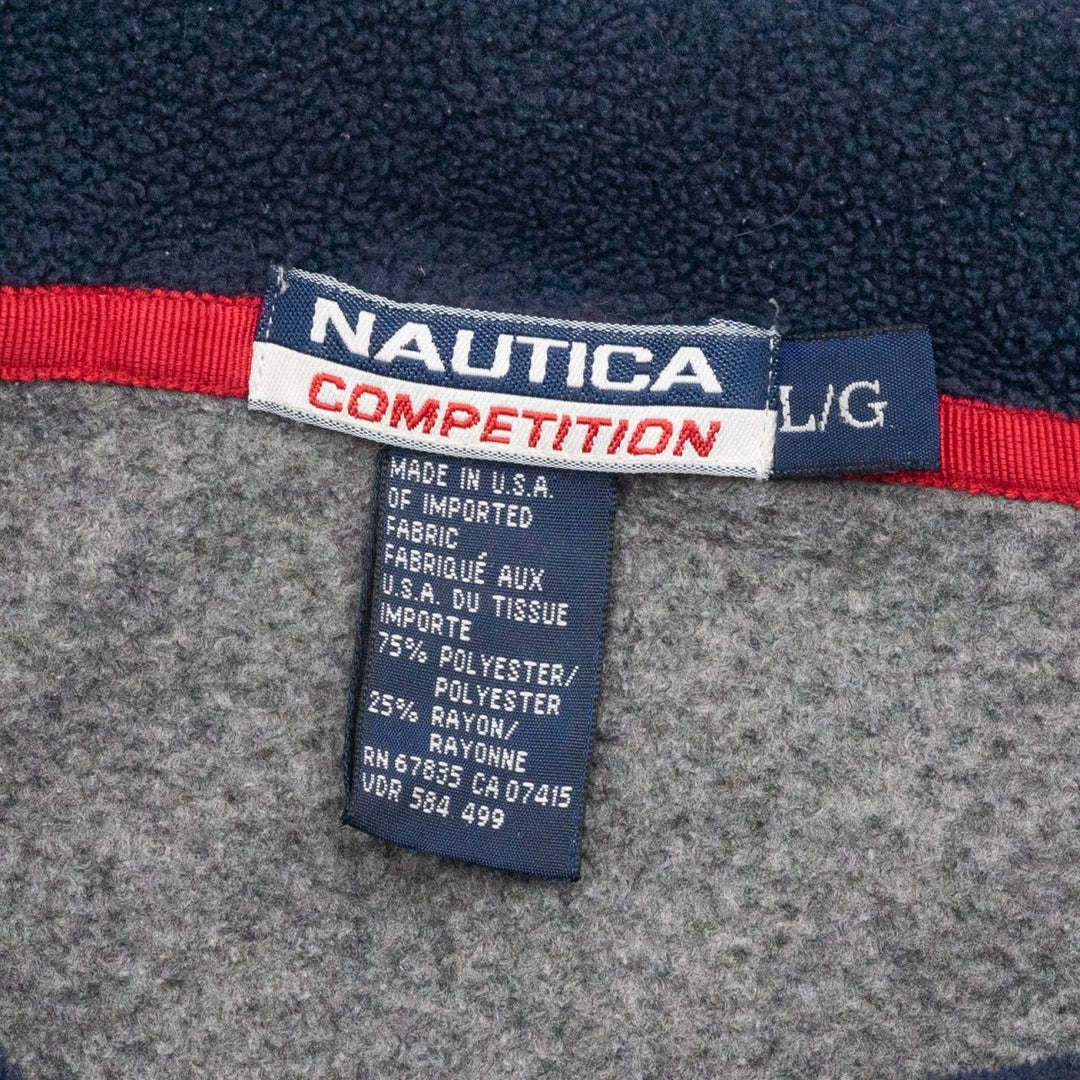 NAUTICA
COMPETITION
L/G
MADE IN U.S.A.
OF IMPORTED
FABRIC
FABRIQUÉ AUX
U.S.A. DU TISSUE
IMPORTE
75% POLYESTER/
POLYESTER
25% RAYON/
RAYONNE
RN 67835 CA 07415
VDR 584 499